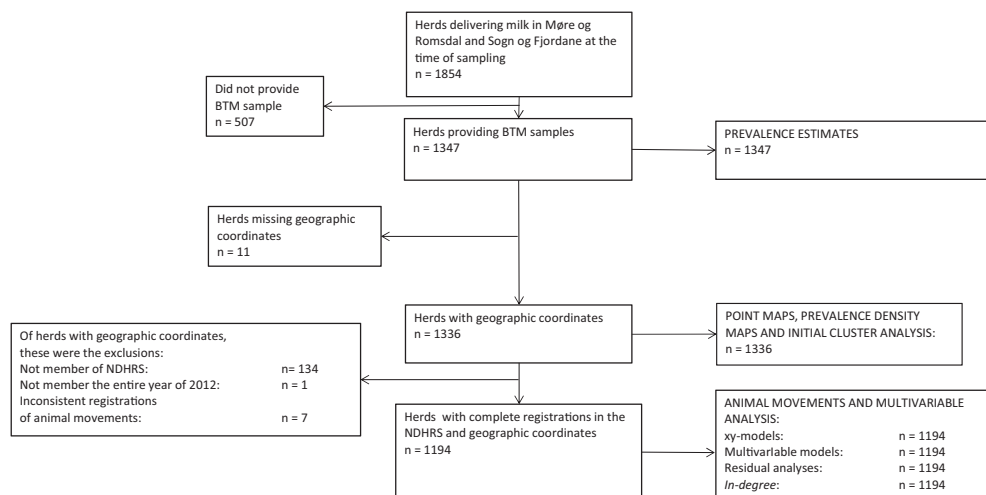 Herds delivering milk in Møre og
Romsdal and Sogn og Fjordane at the
time of sampling
n = 1854
Did not provide
BTM sample
n = 507
Herds providing BTM samples
n = 1347
PREVALENCE ESTIMATES
n = 1347
Herds missing geographic
coordinates
n = 11
Herds with geographic coordinates
n = 1336
POINT MAPS, PREVALENCE DENSITY
MAPS AND INITIAL CLUSTER ANALYSIS:
n = 1336
Of herds with geographic coordinates,
these were the exclusions:
Not member of NDHRS: n= 134
Not member the entire year of 2012: n = 1
Inconsistent registrations
of animal movements: n = 7
Herds with complete registrations in the
NDHRS and geographic coordinates
n = 1194
ANIMAL MOVEMENTS AND MULTIVARIABLE
ANALYSIS:
xy-models: n = 1194
Multivariable models: n = 1194
Residual analyses: n = 1194
In-degree: n = 1194